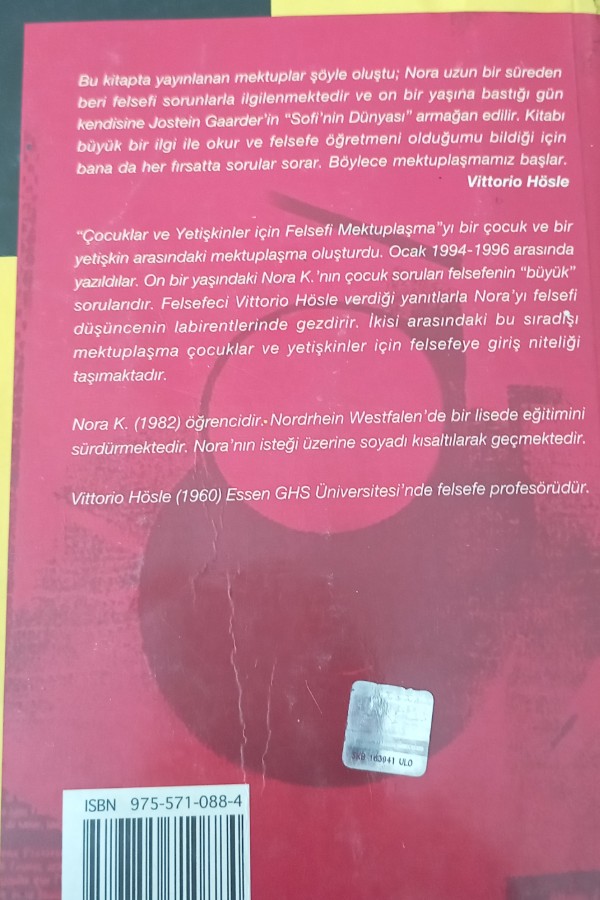 Bu kitapta yayınlanan mektuplar şöyle oluştu; Nora uzun bir süreden
beri felsefi sorunlarla ilgilenmektedir ve on bir yaşına bastığı gün
kendisine Jostein Gaarder'in "Sofi'nin Dünyası" armağan edilir. Kitabı
büyük bir ilgi ile okur ve felsefe öğretmeni olduğumu bildiği için
bana da her fırsatta sorular sorar. Böylece mektuplaşmamız başlar.
Vittorio Hösle
"Çocuklar ve Yetişkinler için Felsefi Mektuplaşma"yı bir çocuk ve bir
yetişkin arasındaki mektuplaşma oluşturdu. Ocak 1994-1996 arasında
yazıldılar. On bir yaşındaki Nora K.'nın çocuk soruları felsefenin "büyük"
sorularıdır. Felsefeci Vittorio Hösle verdiği yanıtlarla Nora'yı felsefi
düşüncenin labirentlerinde gezdirir. İkisi arasındaki bu sıradışı
mektuplaşma çocuklar ve yetişkinler için felsefeye giriş niteliği
taşımaktadır.
Nora K. (1982) öğrencidir. Nordrhein Westfalen'de bir lisede eğitimini
sürdürmektedir. Nora'nın isteği üzerine soyadı kısaltılarak geçmektedir.
Vittorio Hösle (1960) Essen GHS Üniversitesi'nde felsefe profesörüdür.
163941 ULO
ISBN 975-571-088-4